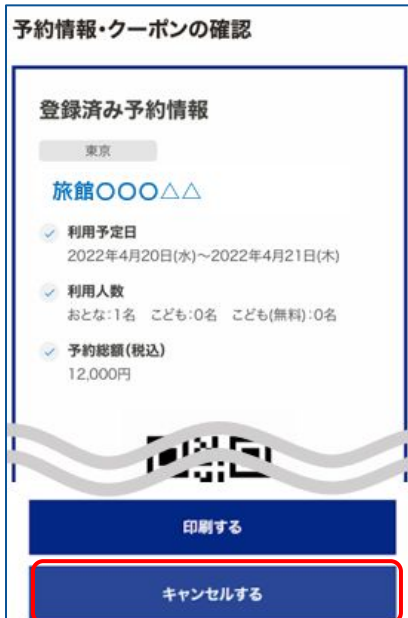 予約情報・クーポンの確認
登録済み予約情報
東京
旅館〇〇〇△△
利用予定日
2022年4月20日(水)～2022年4月21日(木)
利用人数
おとな:1名 こども:0名 こども(無料):0名
予約総額(税込)
12,000円
印刷する
キャンセルする